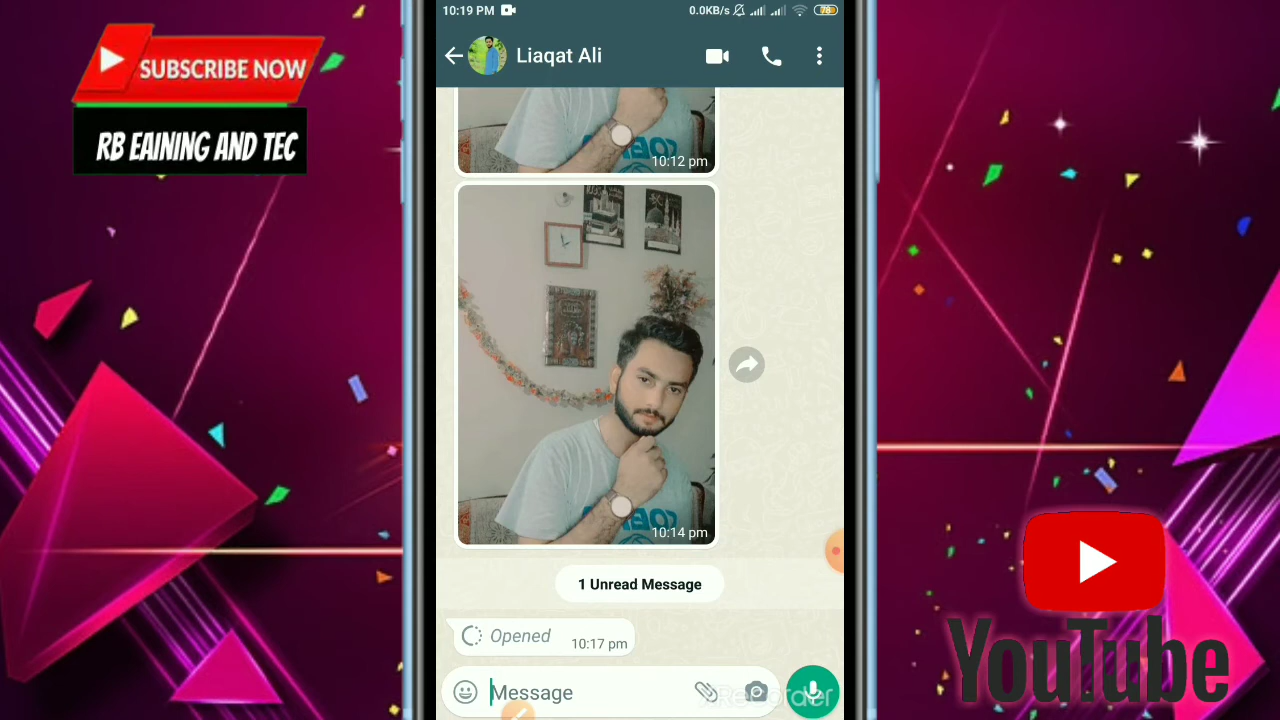 10:19 PM
0.0KB/s
78
SUBSCRIBE NOW
RB EAINING AND TEC
Liaqat Ali
10:12 pm
10:14 pm
1 Unread Message
Opened
10:17 pm
Message
YouTube